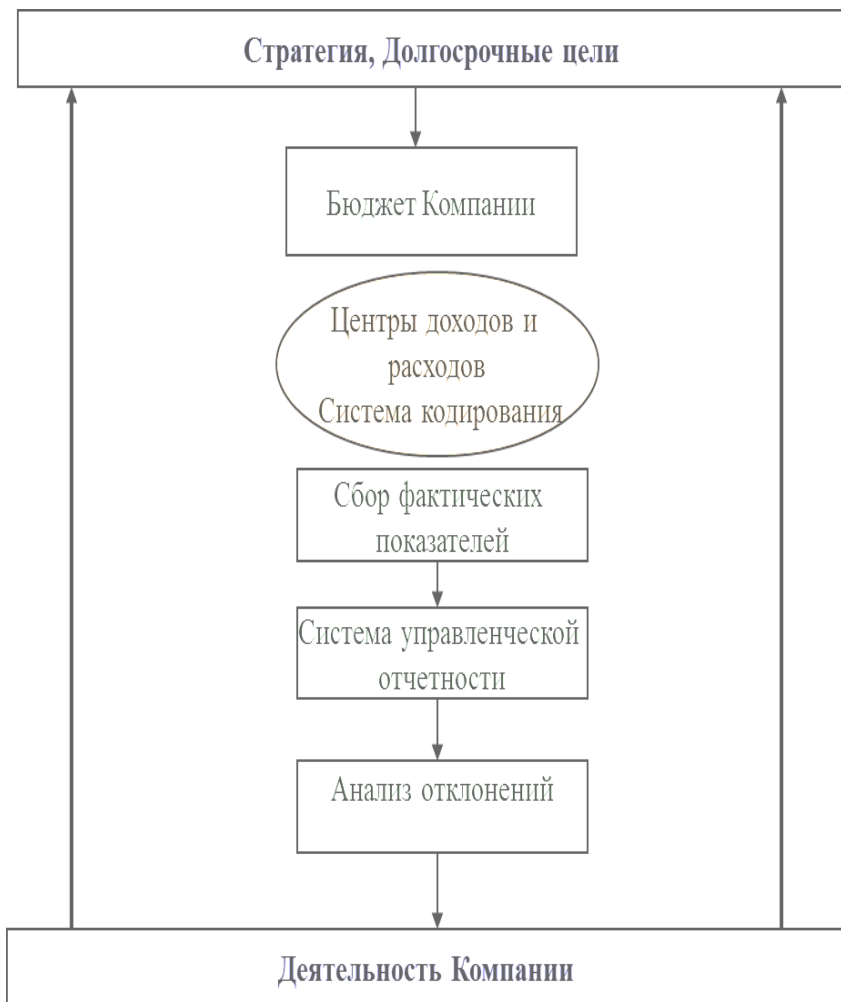 Стратегия, Долгосрочные цели
Бюджет Компании
Центры доходов и
расходов
Система кодирования
Сбор фактических
показателей
Система управленческой
отчетности
Анализ отклонений
Деятельность Компании